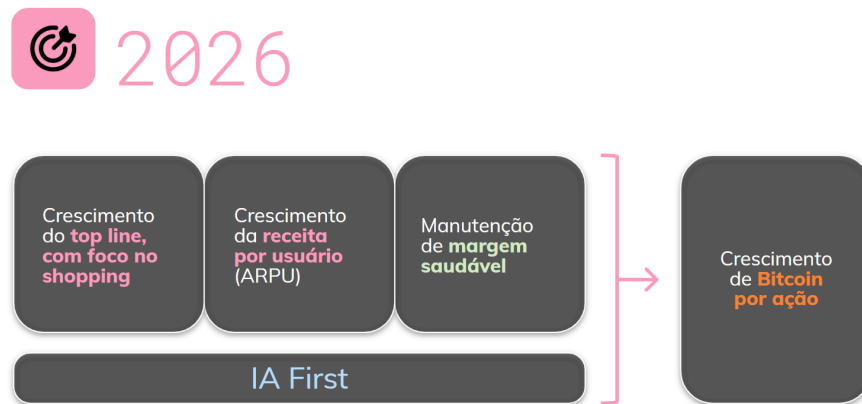 2026
Crescimento
do top line,
com foco no
shopping
Crescimento
da receita
por usuário
(ARPU)
Manutenção
de margem
saudável
IA First
Crescimento
de Bitcoin
por ação